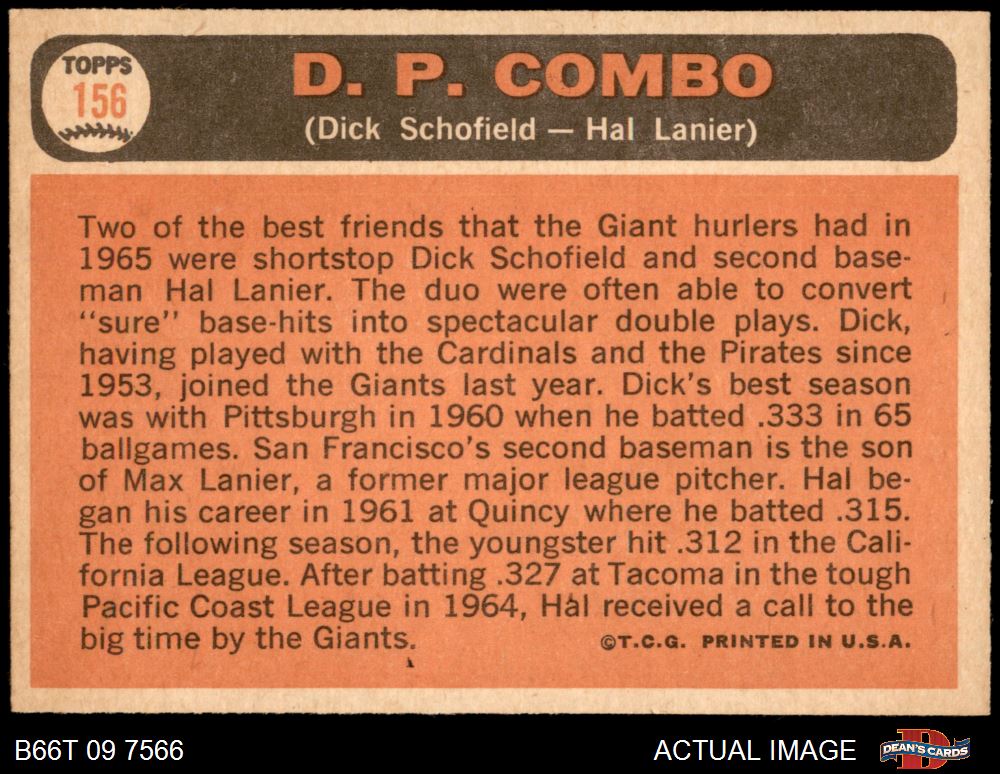 TOPPS
156
D. P. COMBO
(Dick Schofield — Hal Lanier)
Two of the best friends that the Giant hurlers had in
1965 were shortstop Dick Schofield and second base-
man Hal Lanier. The duo were often able to convert
"sure" base-hits into spectacular double plays. Dick,
having played with the Cardinals and the Pirates since
1953, joined the Giants last year. Dick's best season
was with Pittsburgh in 1960 when he batted .333 in 65
ballgames. San Francisco's second baseman is the son
of Max Lanier, a former major league pitcher. Hal be-
gan his career in 1961 at Quincy where he batted .315.
The following season, the youngster hit .312 in the Cali-
fornia League. After batting .327 at Tacoma in the tough
Pacific Coast League in 1964, Hal received a call to the
big time by the Giants.
©T.C.G. PRINTED IN U.S.A.
B66T 09 7566
ACTUAL IMAGE
DEAN'S CARDS